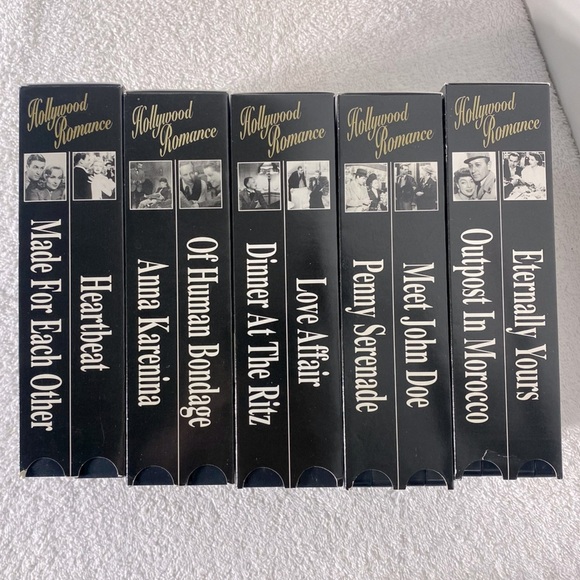 Hollywood
Romance
Heartbeat
Made For Each Other
Hollywood
Romance
Of Human Bondage
Anna Karenina
Hollywood
Romance
Love Affair
Dinner At The Ritz
Hollywood
Romance
Meet John Doe
Penny Serenade
Hollywood
Romance
Eternally Yours
Outpost In Morocco